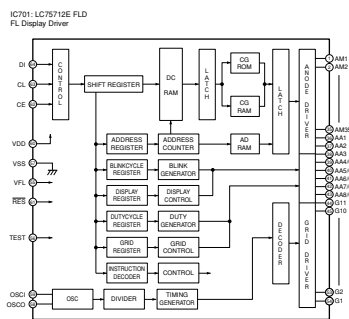 IC701: LC75712E FLD
FL Display Driver
DI
CL
CE
VDD
VSS
VFL
RES
TEST
OSCI
OSCO
CONTROL
SHIFT REGISTER
DC RAM
LATCH
CG ROM
CG RAM
LATCH
ANODE DRIVER
ADDRESS REGISTER
ADDRESS COUNTER
AD RAM
BLINKCYCLE REGISTER
BLINK GENERATOR
DISPLAY REGISTER
DISPLAY CONTROL
DUTYCYCLE REGISTER
DUTY GENERATOR
GRID REGISTER
GRID CONTROL
INSTRUCTION DECODER
CONTROL
DECODER
GRID DRIVER
OSC
DIVIDER
TIMING GENERATOR
1 AM1
2 AM2
AM35
AA1
AA2
AA3
AA4/
AA5/
AA6/
AA7/
AA8/
G11
G10
G2
G1